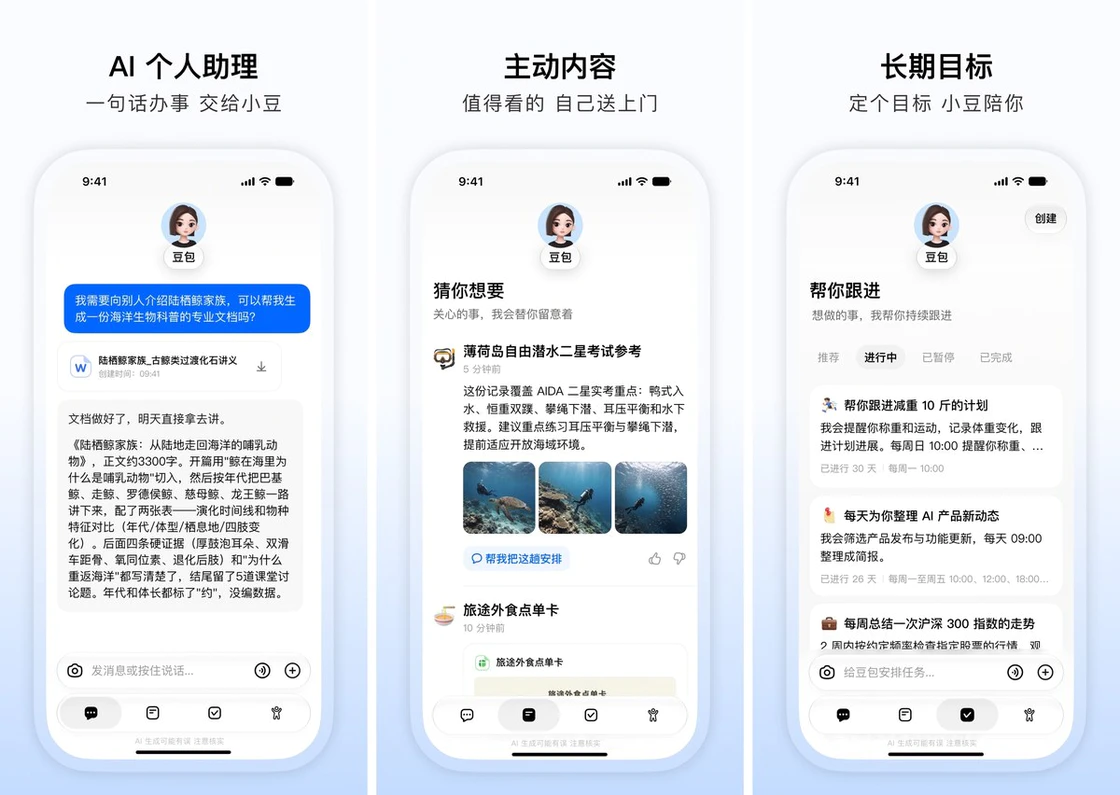 AI 个人助理
一句话办事 交给小豆
9:41
豆包
我需要向别人介绍陆栖鲸家族，可以帮我生
成一份海洋生物科普的专业文档吗？
W
陆栖鲸家族_古鲸类过渡化石讲义
创建时间：09:41
文档做好了，明天直接拿去讲。
《陆栖鲸家族：从陆地走回海洋的哺乳动
物》，正文约3300字。开篇用"鲸在海里为
什么是哺乳动物"切入，然后按年代把巴基
鲸、走鲸、罗德侯鲸、慈母鲸、龙王鲸一路
讲下来，配了两张表——演化时间线和物种
特征对比（年代/体型/栖息地/四肢变
化）。后面四条硬证据（厚鼓泡耳朵、双滑
车距骨、氧同位素、退化后肢）和"为什么
重返海洋"都写清楚了，结尾留了5道课堂讨
论题。年代和体长都标了"约"，没编数据。
发消息或按住说话...
AI 生成可能有误 注意核实
主动内容
值得看的 自己送上门
9:41
豆包
猜你想要
关心的事，我会替你留意着
薄荷岛自由潜水二星考试参考
5 分钟前
这份记录覆盖 AIDA 二星实考重点：鸭式入
水、恒重双蹼、攀绳下潜、耳压平衡和水下
救援。建议重点练习耳压平衡与攀绳下潜，
提前适应开放海域环境。
帮我把这趟安排
旅途外食点单卡
10 分钟前
旅途外食点单卡
旅途外食点单卡
AI 生成可能有误 注意核实
长期目标
定个目标 小豆陪你
9:41
创建
豆包
帮你跟进
想做的事，我帮你持续跟进
推荐 进行中 已暂停 已完成
帮你跟进减重 10 斤的计划
我会提醒你称重和运动，记录体重变化，跟
进计划进展。每周日 10:00 提醒你称重、...
已进行 30 天 | 每周一 10:00
每天为你整理 AI 产品新动态
我会筛选产品发布与功能更新，每天 09:00
整理成简报。
已进行 26 天 | 每周一至周五 10:00、12:00、18:00...
每周总结一次沪深 300 指数的走势
2 周内按约定频率检查指定股票的行情，观
给豆包安排任务...
AI 生成可能有误 注意核实